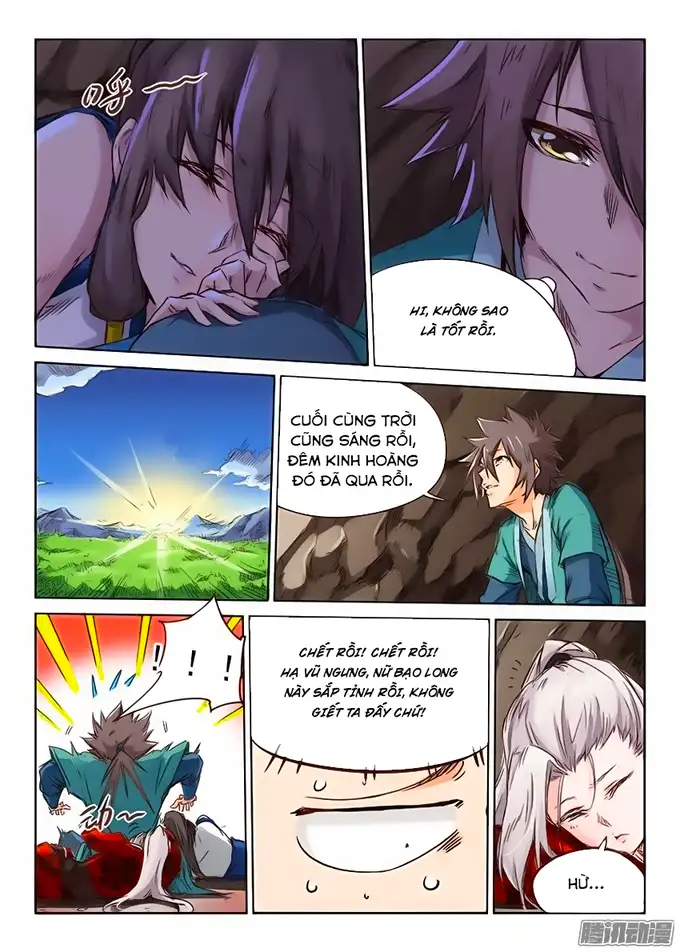 呼~
HI, KHÔNG SAO
LÀ TỐT RỒI.
CUỐI CÙNG TRỜI
CŨNG SÁNG RỒI,
ĐÊM KINH HOÀNG
ĐÓ ĐÃ QUA RỒI.
!!!
CHẾT RỒI! CHẾT RỒI!
HẠ VŨ NGƯNG, NỮ BẠO LONG
NÀY SẮP TỈNH RỒI, KHÔNG
GIẾT TA ĐẤY CHỨ!
动~
HỪ...
腾讯动漫